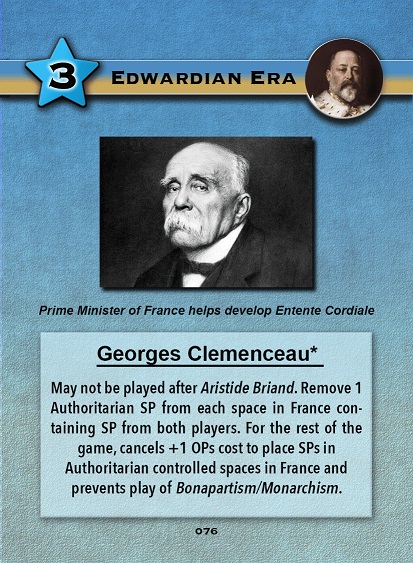 3
EDWARDIAN ERA
Prime Minister of France helps develop Entente Cordiale
Georges Clemenceau*
May not be played after Aristide Briand. Remove 1
Authoritarian SP from each space in France con-
taining SP from both players. For the rest of the
game, cancels +1 OPs cost to place SPs in
Authoritarian controlled spaces in France and
prevents play of Bonapartism/Monarchism.
076